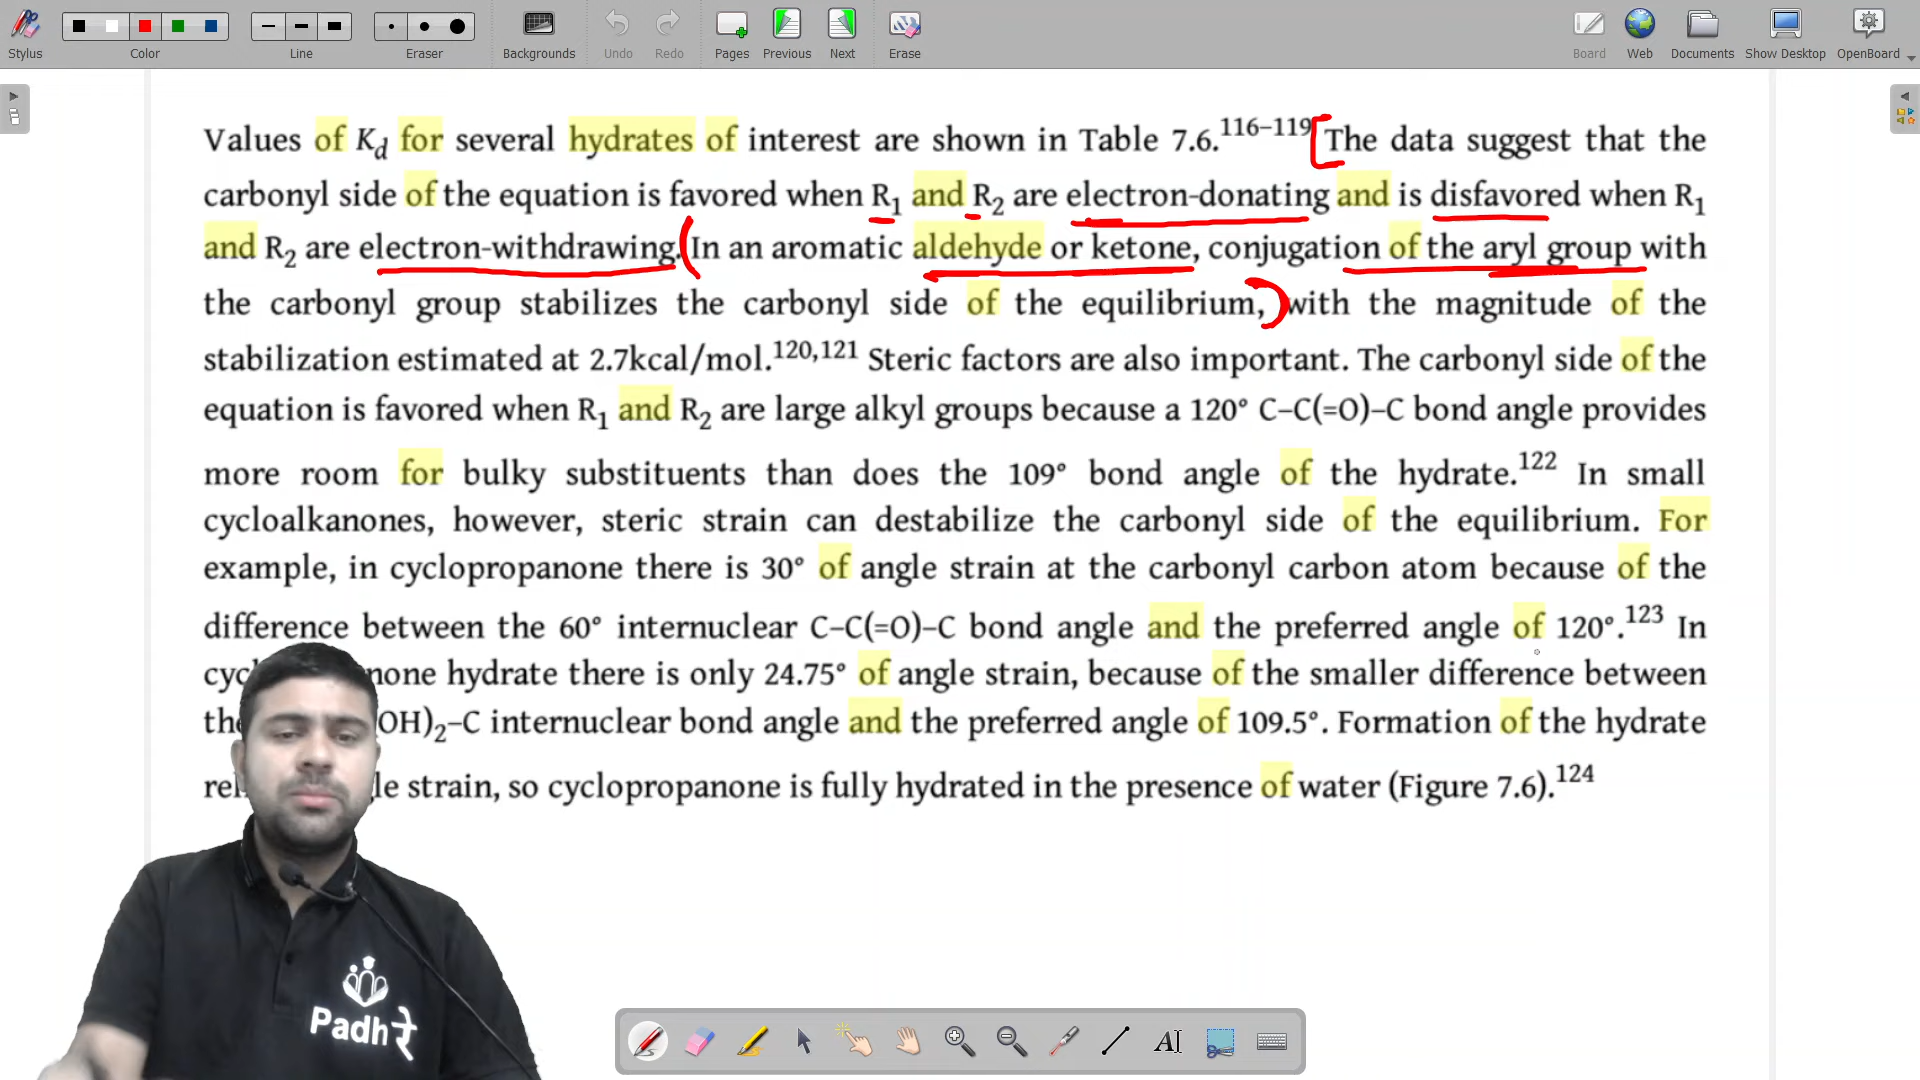 Stylus Color Line Eraser Backgrounds Undo Redo Pages Previous Next Erase Board Web Documents Show Desktop OpenBoard
Values of Kd for several hydrates of interest are shown in Table 7.6.116–119 The data suggest that the
carbonyl side of the equation is favored when R1 and R2 are electron-donating and is disfavored when R1
and R2 are electron-withdrawing. In an aromatic aldehyde or ketone, conjugation of the aryl group with
the carbonyl group stabilizes the carbonyl side of the equilibrium, with the magnitude of the
stabilization estimated at 2.7kcal/mol.120,121 Steric factors are also important. The carbonyl side of the
equation is favored when R1 and R2 are large alkyl groups because a 120° C–C(=O)–C bond angle provides
more room for bulky substituents than does the 109° bond angle of the hydrate.122 In small
cycloalkanones, however, steric strain can destabilize the carbonyl side of the equilibrium. For
example, in cyclopropanone there is 30° of angle strain at the carbonyl carbon atom because of the
difference between the 60° internuclear C–C(=O)–C bond angle and the preferred angle of 120°.123 In
hydrate there is only 24.75° of angle strain, because of the smaller difference between
OH)2–C internuclear bond angle and the preferred angle of 109.5°. Formation of the hydrate
strain, so cyclopropanone is fully hydrated in the presence of water (Figure 7.6).124
Padhरे